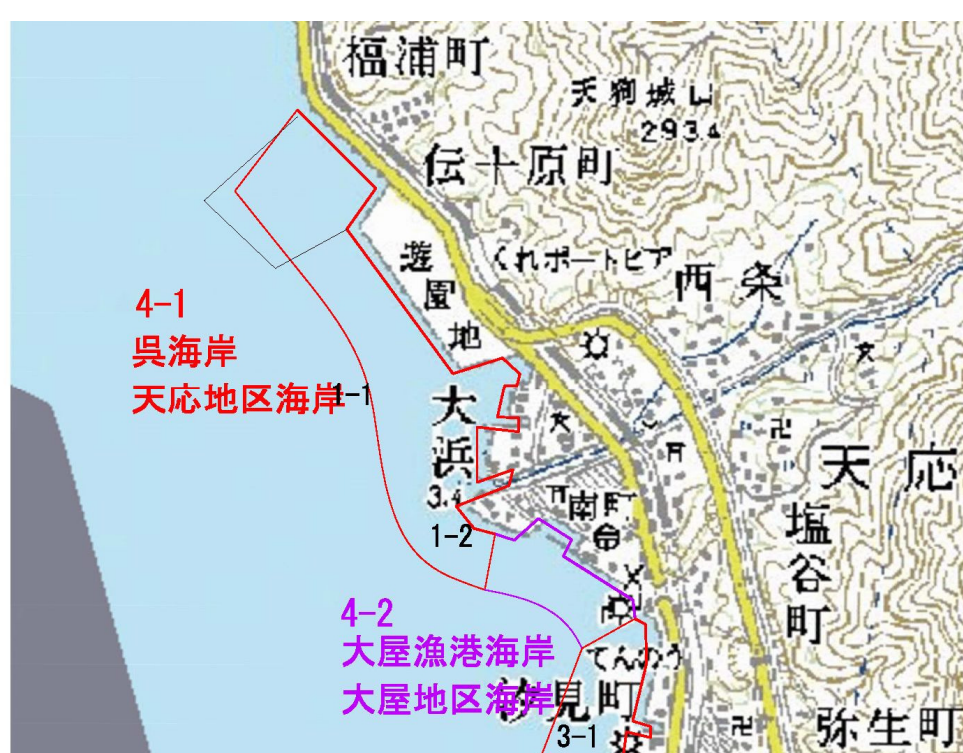 福浦町
天狗城山
293.4
伝十原町
くれポートピア
遊園地
西条
4-1
呉海岸
天応地区海岸
1-1
大浜
3.4
天応
南町
塩谷町
1-2
4-2
大屋漁港海岸
大屋地区海岸
てんのう
汐見町
3-1
弥生町